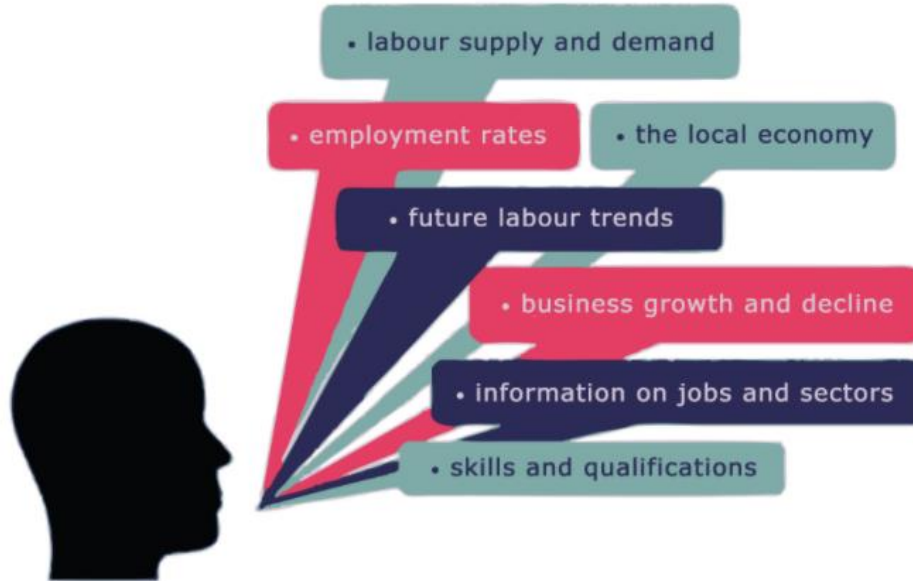 • labour supply and demand
• employment rates
• the local economy
• future labour trends
• business growth and decline
• information on jobs and sectors
• skills and qualifications